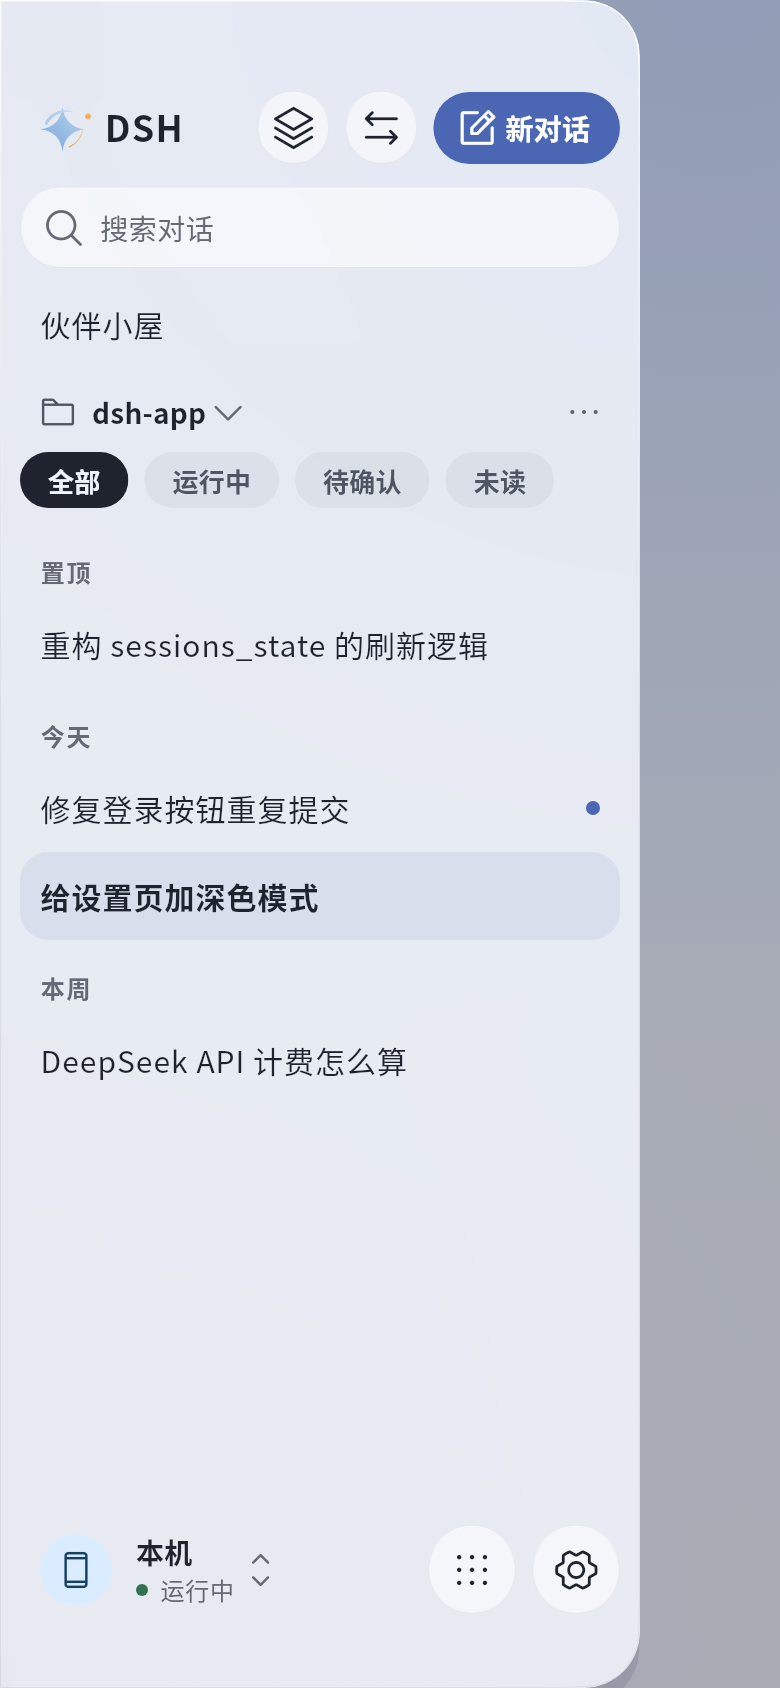 DSH
新对话
搜索对话
伙伴小屋
dsh-app
全部 运行中 待确认 未读
置顶
重构 sessions_state 的刷新逻辑
今天
修复登录按钮重复提交
给设置页加深色模式
本周
DeepSeek API 计费怎么算
本机
运行中